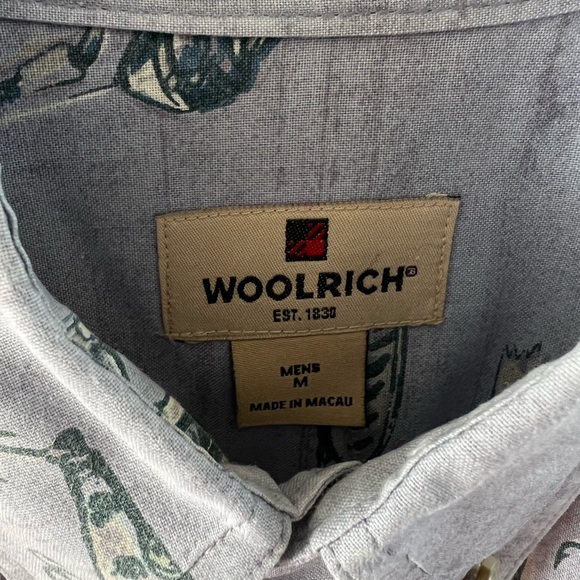 WOOLRICH®
EST. 1830
MENS
M
MADE IN MACAU